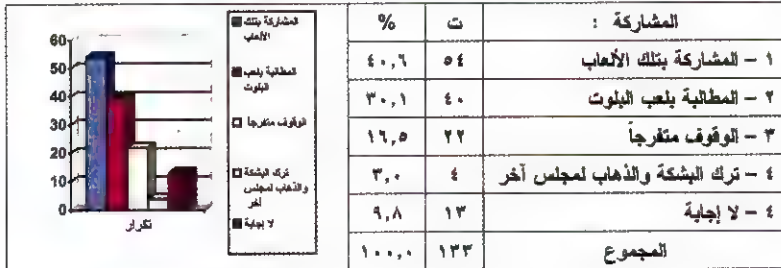 المشاركة : ت %
١ – المشاركة بتلك الألعاب ٥٤ ٤٠,٦
٢ – المطالبة بلعب البلوت ٤٠ ٣٠,١
٣ – الوقوف متفرجاً ٢٢ ١٦,٥
٤ – ترك البشكة والذهاب لمجلس آخر ٤ ٣,٠
٤ – لا إجابة ١٣ ٩,٨
المجموع ١٣٣ ١٠٠,٠
المشاركة بتلك
الألعاب
المطالبة بلعب
البلوت
الوقوف متفرجاً
ترك البشكة
والذهاب لمجلس
آخر
لا إجابة
60
50
40
30
20
10
0
تكرار